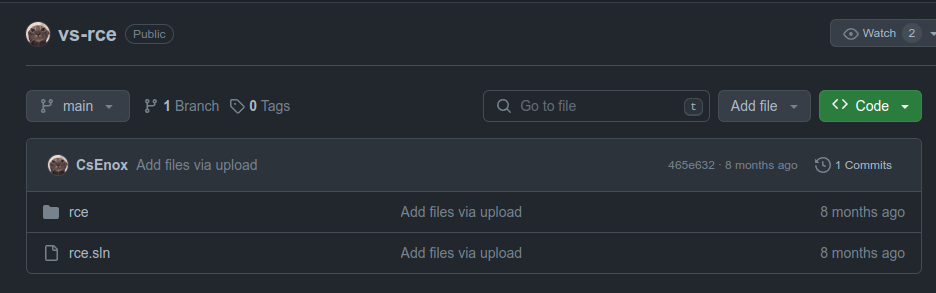 vs-rce Public Watch 2
main 1 Branch 0 Tags Go to file t Add file Code
CsEnox Add files via upload 465e632 · 8 months ago 1 Commits
rce Add files via upload 8 months ago
rce.sln Add files via upload 8 months ago